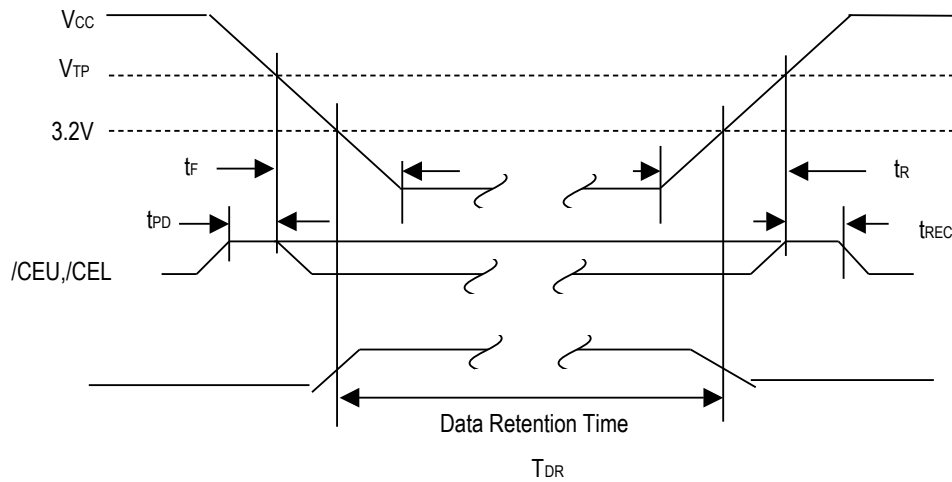 VCC
VTP
3.2V
tF
tR
tPD
tREC
/CEU,/CEL
Data Retention Time
TDR